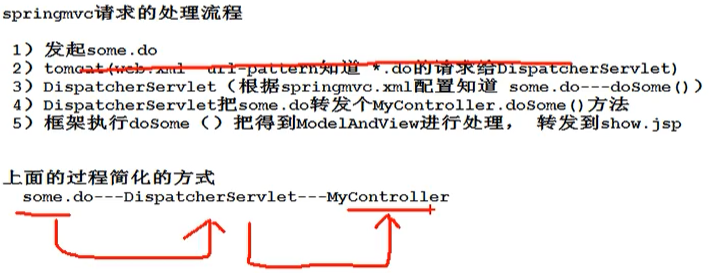 springmvc请求的处理流程
1）发起some.do
2）tomcat(web.xml--url-pattern知道 *.do的请求给DispatcherServlet)
3）DispatcherServlet（根据springmvc.xml配置知道 some.do---doSome()）
4）DispatcherServlet把some.do转发个MyController.doSome()方法
5）框架执行doSome（）把得到ModelAndView进行处理， 转发到show.jsp
上面的过程简化的方式
some.do---DispatcherServlet---MyController